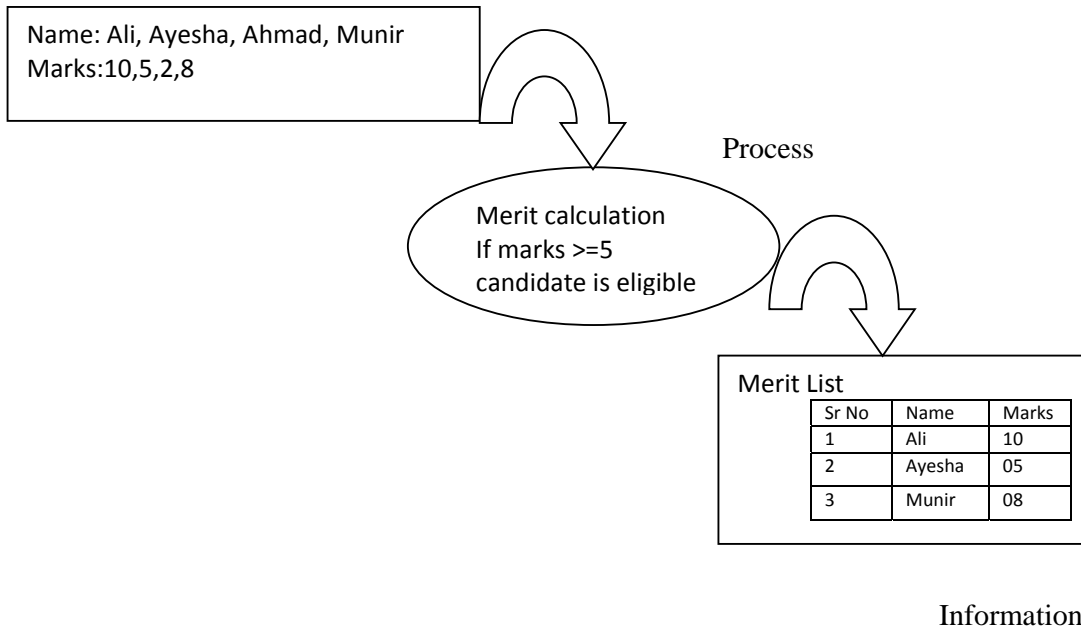 Name: Ali, Ayesha, Ahmad, Munir
Marks:10,5,2,8
Process
Merit calculation
If marks >=5
candidate is eligible
Merit List
Sr No Name Marks
1 Ali 10
2 Ayesha 05
3 Munir 08
Information